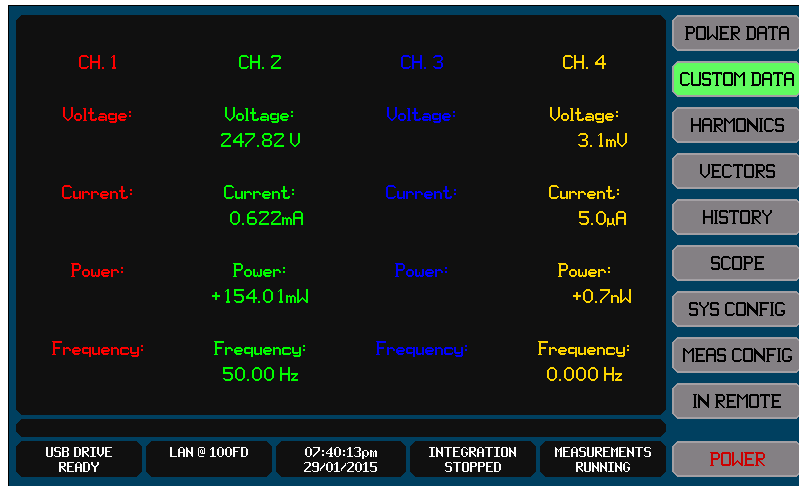 CH. 1 CH. 2 CH. 3 CH. 4
Voltage: Voltage: Voltage: Voltage:
247.82 V 3.1mV
Current: Current: Current: Current:
0.622mA 5.0µA
Power: Power: Power: Power:
+154.01mW +0.7nW
Frequency: Frequency: Frequency: Frequency:
50.00 Hz 0.000 Hz
USB DRIVE
READY
LAN @ 100FD
07:40:13pm
29/01/2015
INTEGRATION
STOPPED
MEASUREMENTS
RUNNING
POWER DATA
CUSTOM DATA
HARMONICS
VECTORS
HISTORY
SCOPE
SYS CONFIG
MEAS CONFIG
IN REMOTE
POWER